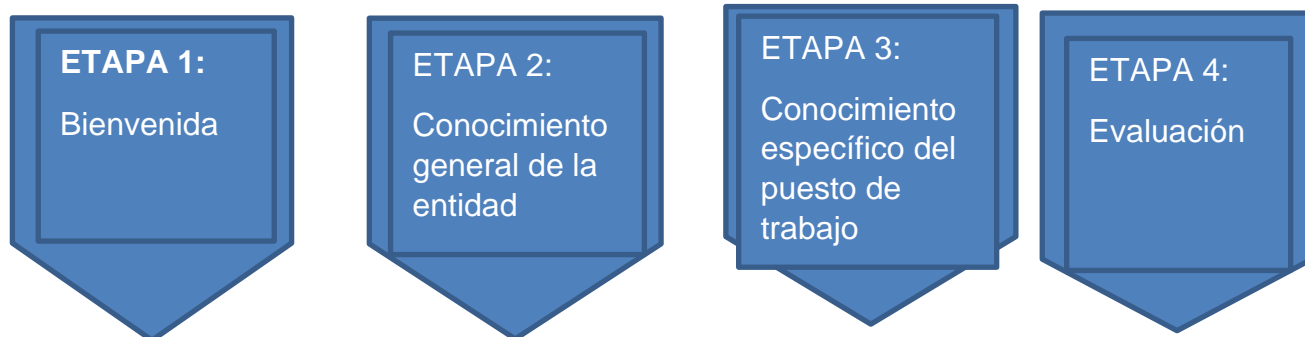 ETAPA 1:
Bienvenida
ETAPA 2:
Conocimiento
general de la
entidad
ETAPA 3:
Conocimiento
específico del
puesto de
trabajo
ETAPA 4:
Evaluación